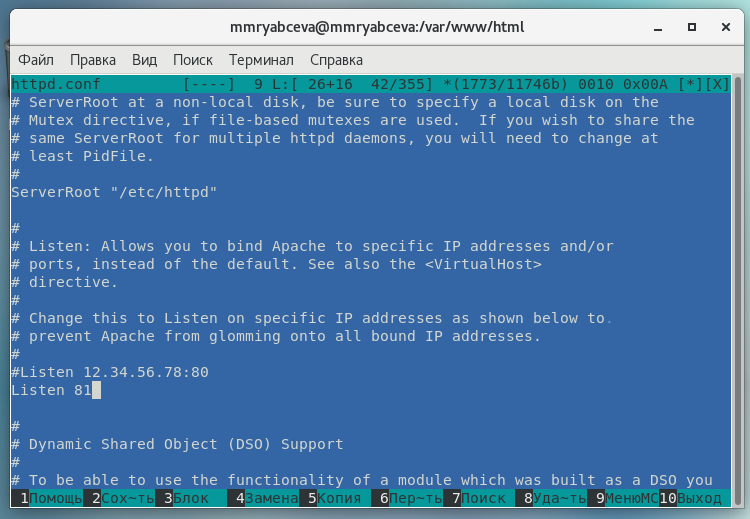 mmryabceva@mmryabceva:/var/www/html
Файл Правка Вид Поиск Терминал Справка
httpd.conf [----] 9 L:[ 26+16 42/355] *(1773/11746b) 0010 0x00A [*][X]
# ServerRoot at a non-local disk, be sure to specify a local disk on the
# Mutex directive, if file-based mutexes are used.  If you wish to share the
# same ServerRoot for multiple httpd daemons, you will need to change at
# least PidFile.
#
ServerRoot "/etc/httpd"
#
# Listen: Allows you to bind Apache to specific IP addresses and/or
# ports, instead of the default. See also the <VirtualHost>
# directive.
#
# Change this to Listen on specific IP addresses as shown below to.
# prevent Apache from glomming onto all bound IP addresses.
#
#Listen 12.34.56.78:80
Listen 81
#
# Dynamic Shared Object (DSO) Support
#
# To be able to use the functionality of a module which was built as a DSO you
1Помощь 2Сох~ть 3Блок 4Замена 5Копия 6Пер~ть 7Поиск 8Уда~ть 9МенюMC 10Выход